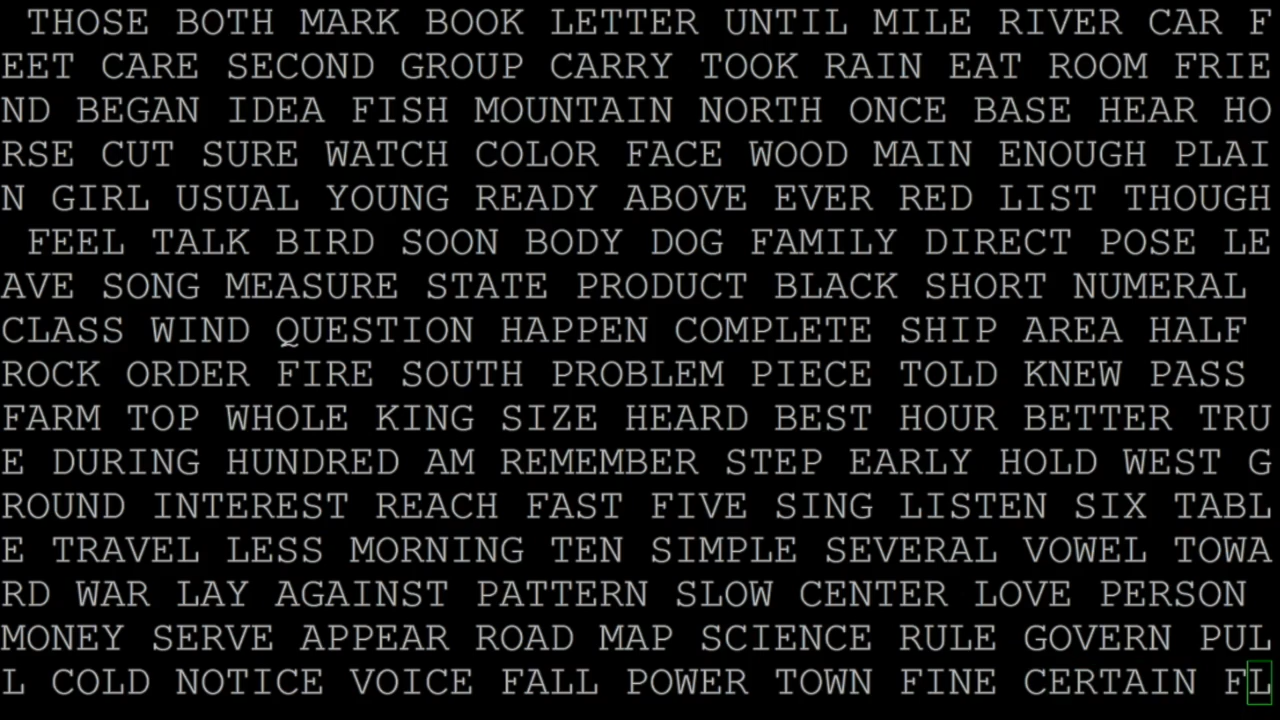 THOSE BOTH MARK BOOK LETTER UNTIL MILE RIVER CAR F
EET CARE SECOND GROUP CARRY TOOK RAIN EAT ROOM FRIE
ND BEGAN IDEA FISH MOUNTAIN NORTH ONCE BASE HEAR HO
RSE CUT SURE WATCH COLOR FACE WOOD MAIN ENOUGH PLAI
N GIRL USUAL YOUNG READY ABOVE EVER RED LIST THOUGH
FEEL TALK BIRD SOON BODY DOG FAMILY DIRECT POSE LE
AVE SONG MEASURE STATE PRODUCT BLACK SHORT NUMERAL
CLASS WIND QUESTION HAPPEN COMPLETE SHIP AREA HALF
ROCK ORDER FIRE SOUTH PROBLEM PIECE TOLD KNEW PASS
FARM TOP WHOLE KING SIZE HEARD BEST HOUR BETTER TRU
E DURING HUNDRED AM REMEMBER STEP EARLY HOLD WEST G
ROUND INTEREST REACH FAST FIVE SING LISTEN SIX TABL
E TRAVEL LESS MORNING TEN SIMPLE SEVERAL VOWEL TOWA
RD WAR LAY AGAINST PATTERN SLOW CENTER LOVE PERSON
MONEY SERVE APPEAR ROAD MAP SCIENCE RULE GOVERN PUL
L COLD NOTICE VOICE FALL POWER TOWN FINE CERTAIN FL